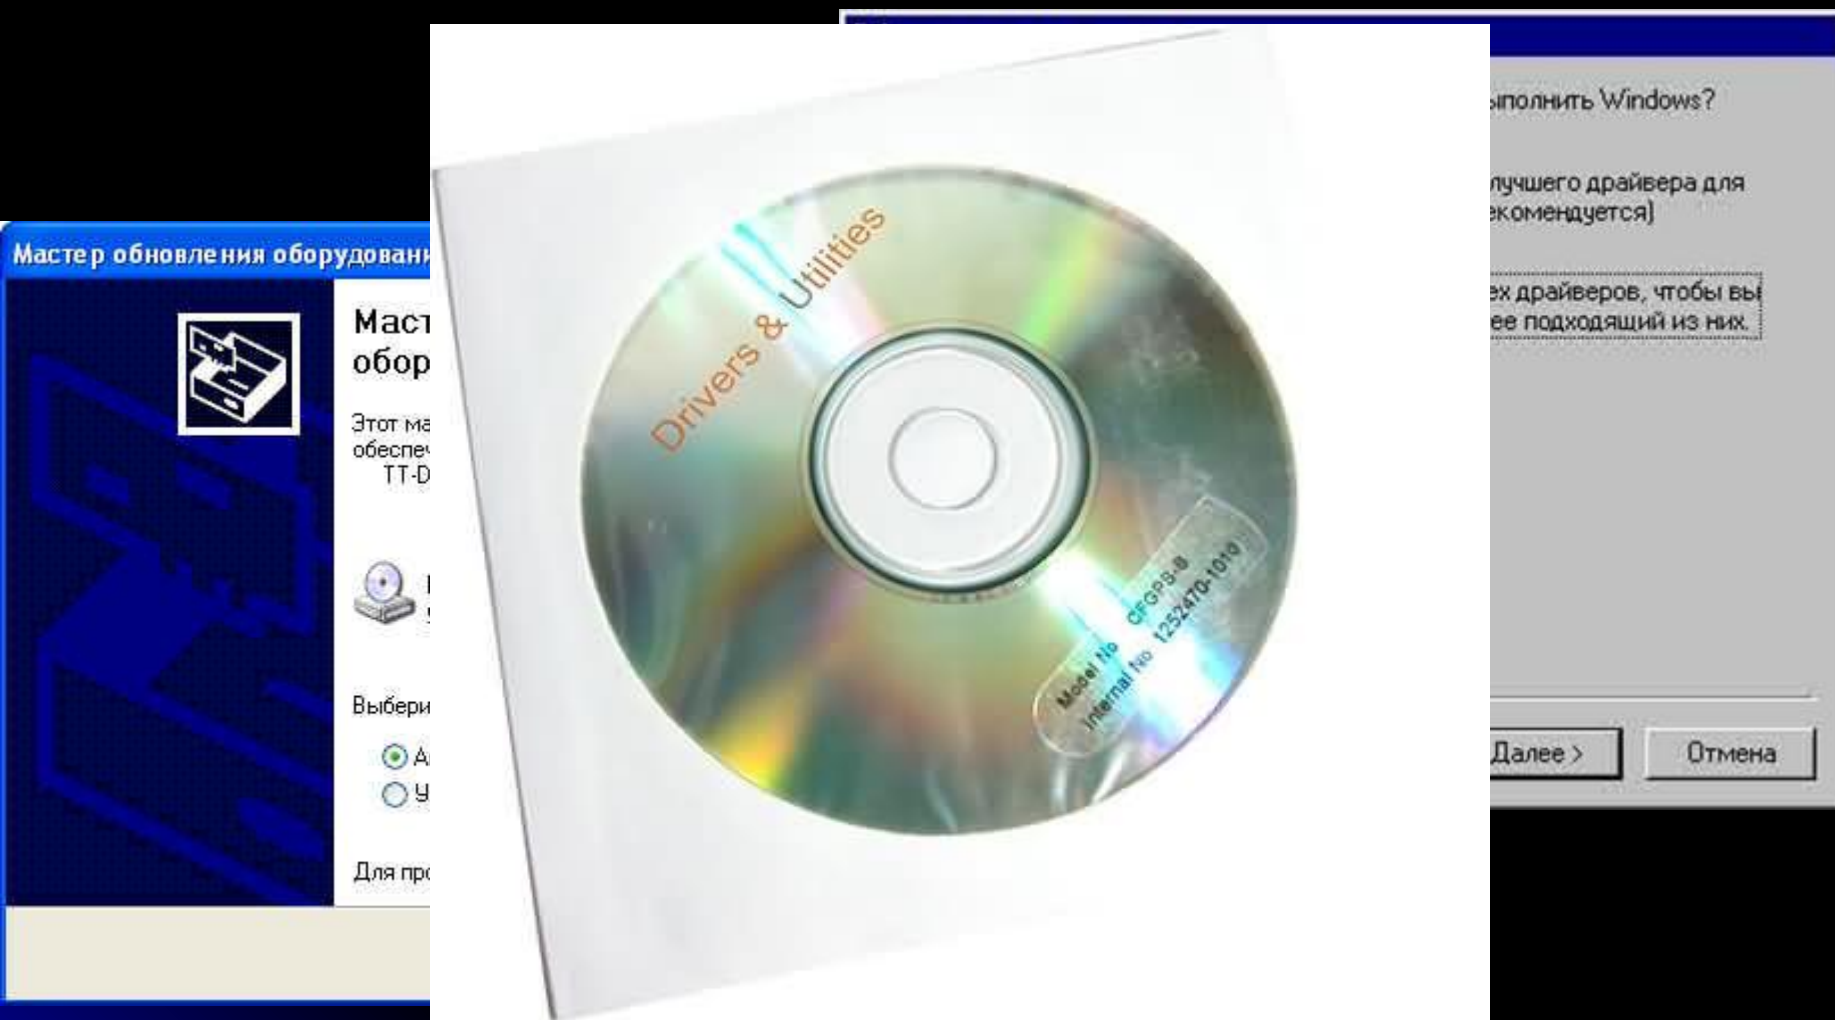 Мастер обновления оборудовани
Маст
обор
Этот ма
обеспеч
TT-D
Выбери
Для про
Drivers & Utilities
Model No CFGPS-8
Internal No 1252470-1010
ыполнить Windows?
лучшего драйвера для
екомендуется)
ех драйверов, чтобы вы
ее подходящий из них.
Далее >
Отмена